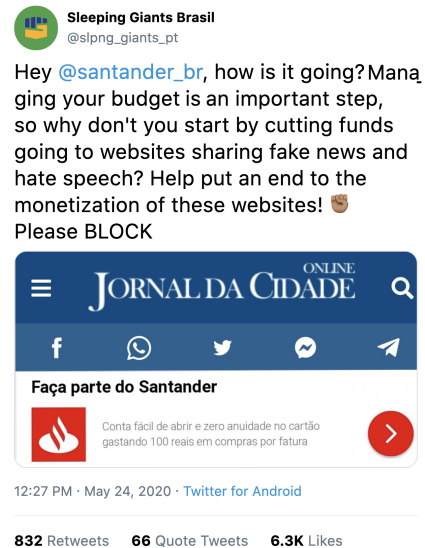 Sleeping Giants Brasil
@slpng_giants_pt
Hey @santander_br, how is it going? Mana_
ging your budget is an important step,
so why don't you start by cutting funds
going to websites sharing fake news and
hate speech? Help put an end to the
monetization of these websites! ✊🏽
Please BLOCK
ONLINE
JORNAL DA CIDADE
Faça parte do Santander
Conta fácil de abrir e zero anuidade no cartão
gastando 100 reais em compras por fatura
12:27 PM · May 24, 2020 · Twitter for Android
832 Retweets 66 Quote Tweets 6.3K Likes